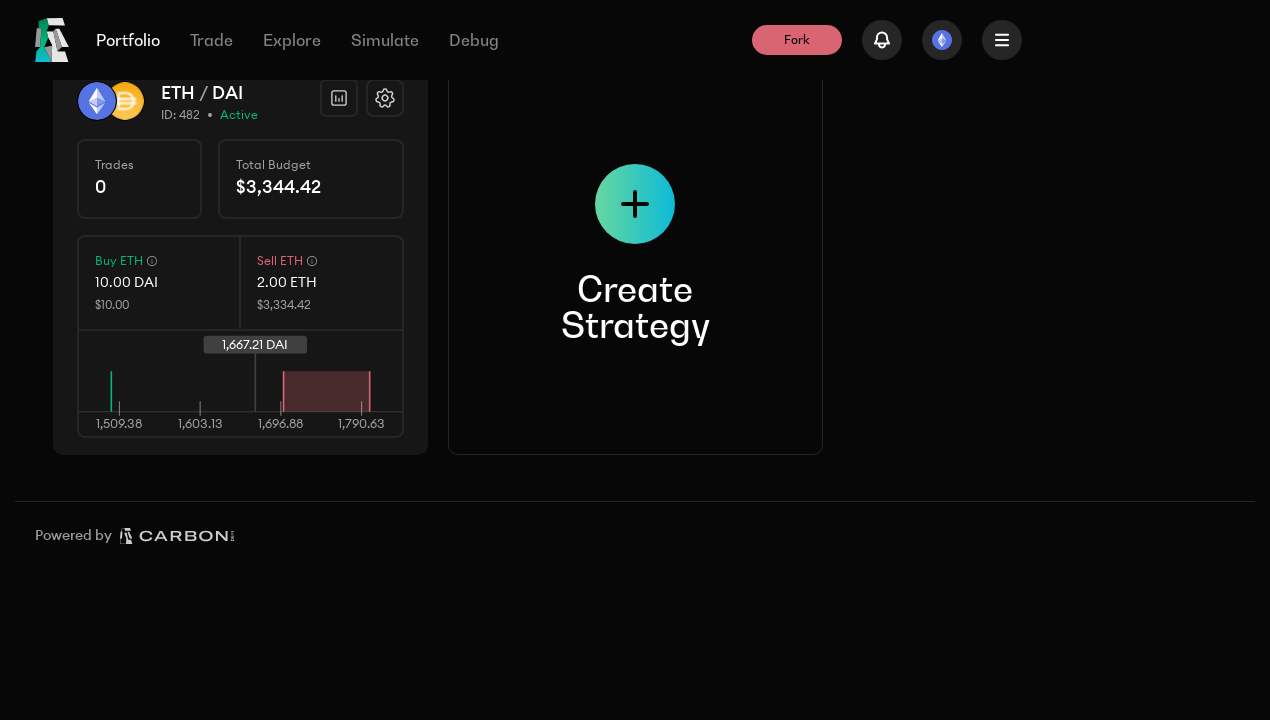 Portfolio Trade Explore Simulate Debug Fork
ETH / DAI
ID: 482 • Active
Trades
0
Total Budget
$3,344.42
Buy ETH
10.00 DAI
$10.00
Sell ETH
2.00 ETH
$3,334.42
1,667.21 DAI
1,509.38 1,603.13 1,696.88 1,790.63
Create
Strategy
Powered by CARBON